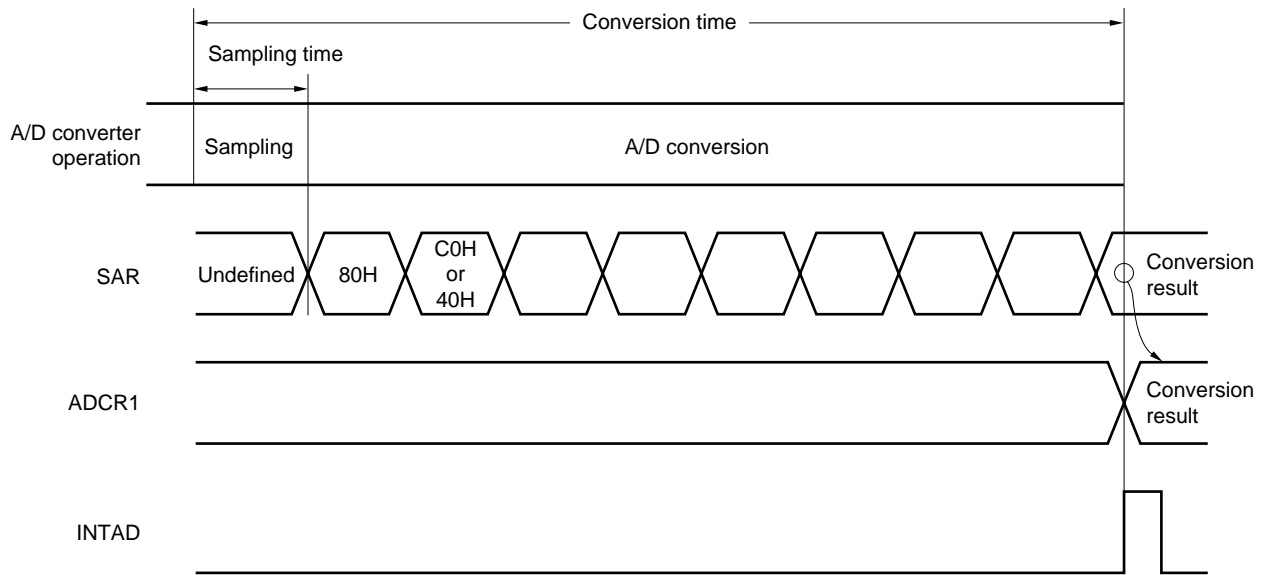 Conversion time
Sampling time
A/D converter
operation
Sampling
A/D conversion
SAR
Undefined
80H
C0H
or
40H
Conversion
result
ADCR1
Conversion
result
INTAD